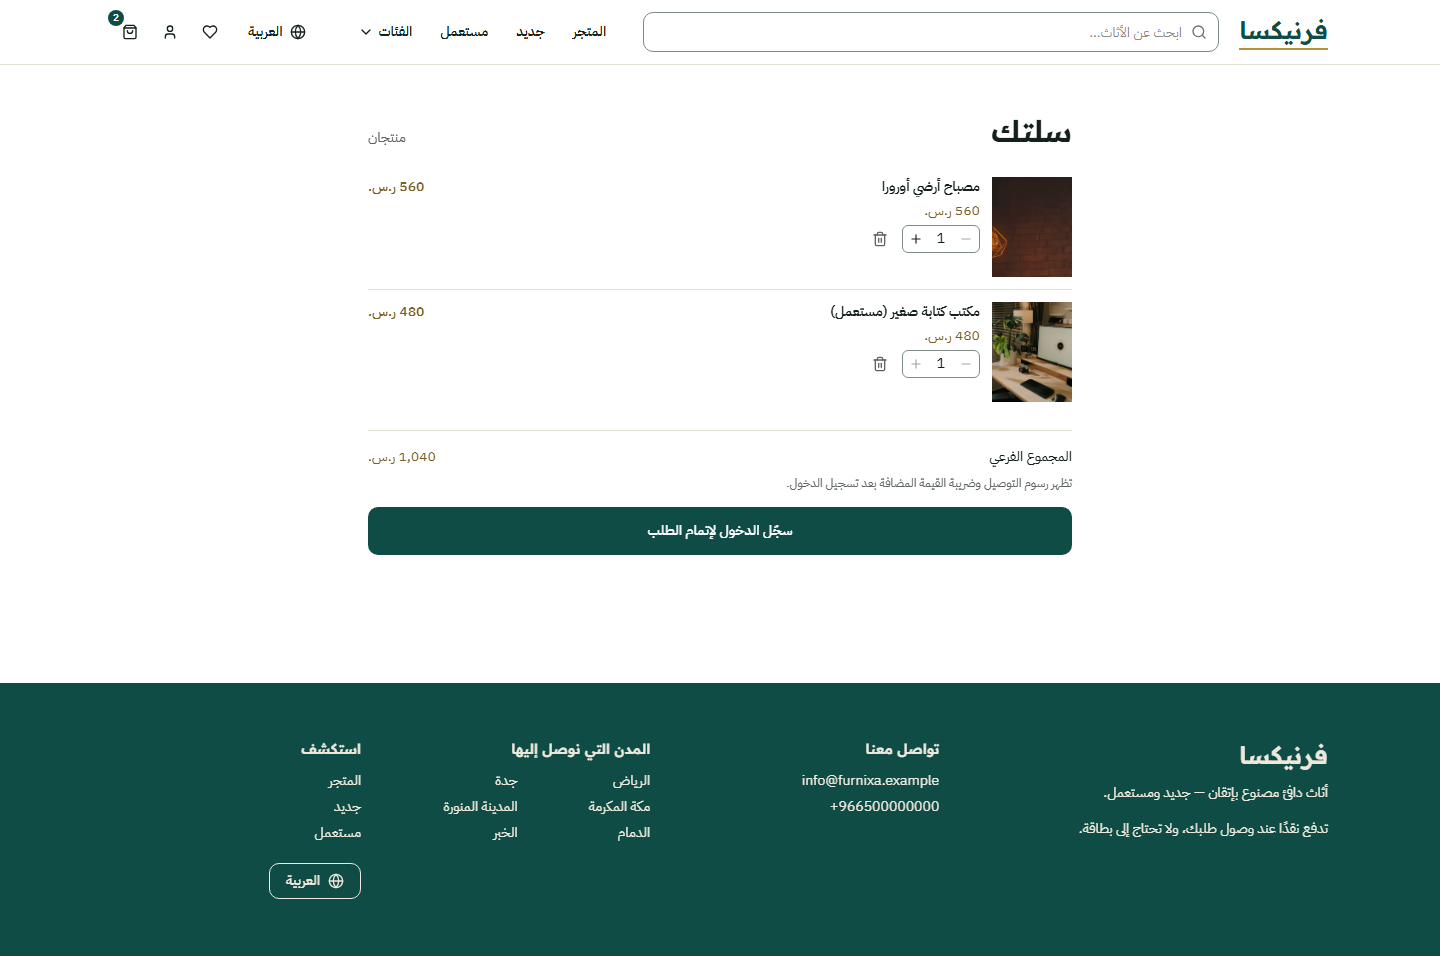 فرنيكسا
ابحث عن الأثاث...
المتجر
جديد
مستعمل
الفئات
العربية
2
سلتك
منتجان
مصباح أرضي أورورا
560 ر.س.
560 ر.س.
1
مكتب كتابة صغير (مستعمل)
480 ر.س.
480 ر.س.
1
المجموع الفرعي
1,040 ر.س.
تظهر رسوم التوصيل وضريبة القيمة المضافة بعد تسجيل الدخول.
سجّل الدخول لإتمام الطلب
فرنيكسا
أثاث دافئ مصنوع بإتقان — جديد ومستعمل.
تدفع نقدًا عند وصول طلبك، ولا تحتاج إلى بطاقة.
تواصل معنا
info@furnixa.example
+966500000000
المدن التي نوصل إليها
الرياض
جدة
مكة المكرمة
المدينة المنورة
الدمام
الخبر
استكشف
المتجر
جديد
مستعمل
العربية